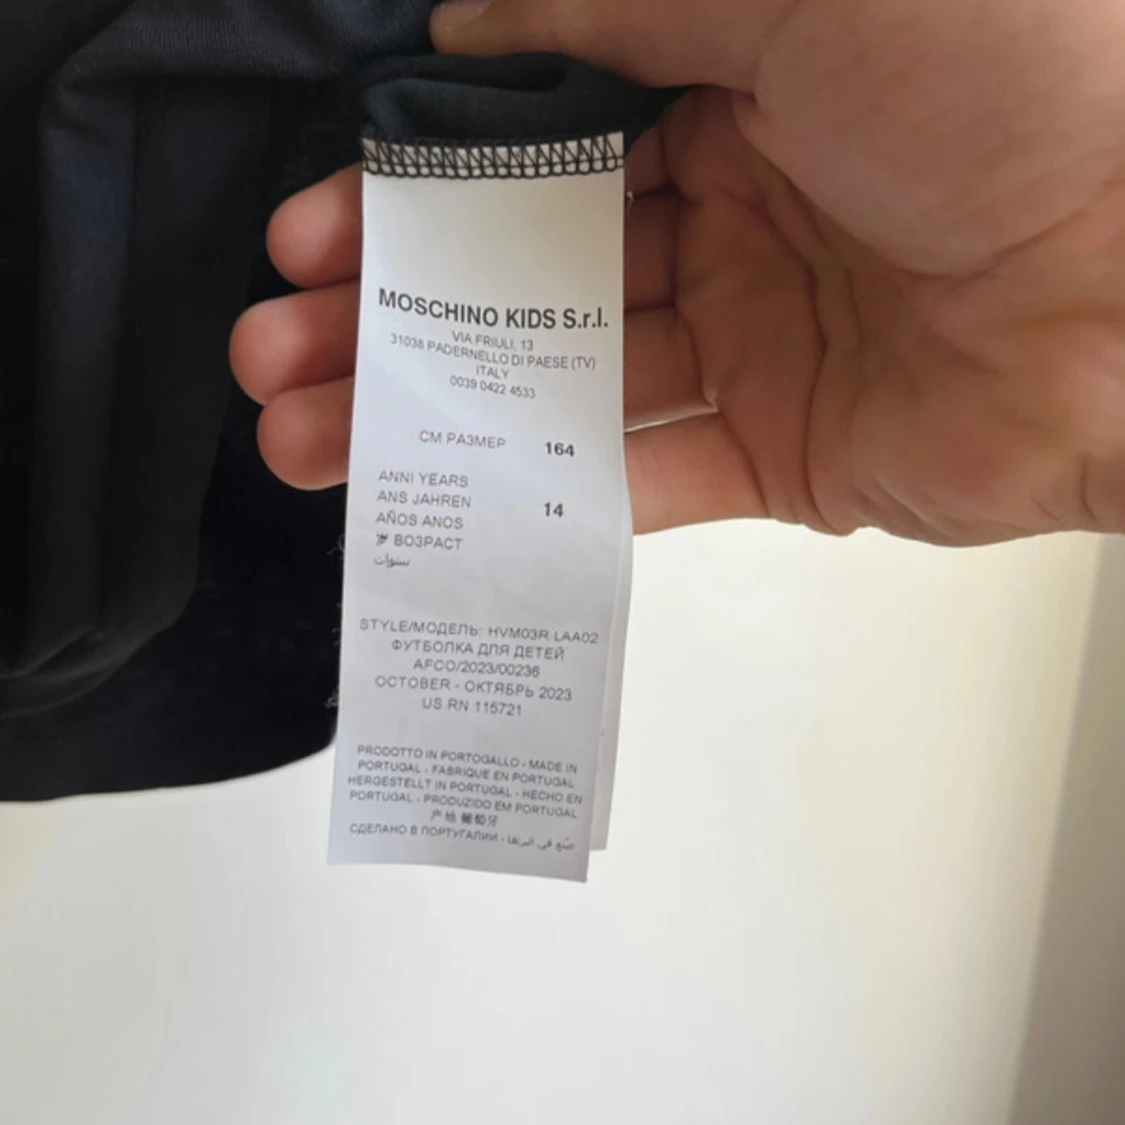 MOSCHINO KIDS S.r.l.
VIA FRIULI, 13
31038 PADERNELLO DI PAESE (TV)
ITALY
0039 0422 4533
СМ РАЗМЕР 164
ANNI YEARS
ANS JAHREN 14
AÑOS ANOS
岁 ВОЗРАСТ
سنوات
STYLE/МОДЕЛЬ: HVM03R LAA02
ФУТБОЛКА ДЛЯ ДЕТЕЙ
AFCO/2023/00236
OCTOBER - ОКТЯБРЬ 2023
US RN 115721
PRODOTTO IN PORTOGALLO - MADE IN
PORTUGAL - FABRIQUE EN PORTUGAL
HERGESTELLT IN PORTUGAL - HECHO EN
PORTUGAL - PRODUZIDO EM PORTUGAL
产地 葡萄牙
СДЕЛАНО В ПОРТУГАЛИИ - صنع في